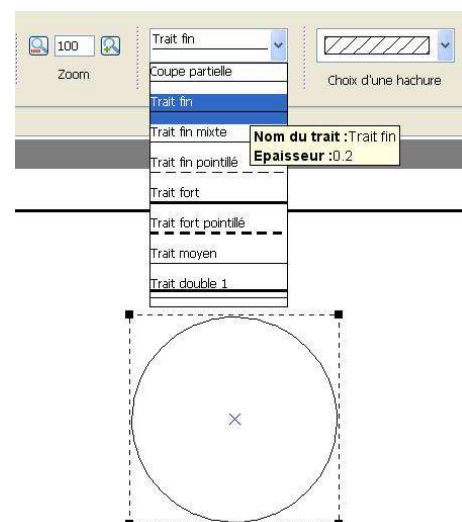 100
Zoom
Trait fin
Choix d'une hachure
Coupe partielle
Trait fin
Trait fin mixte
Nom du trait :Trait fin
Epaisseur :0.2
Trait fin pointillé
Trait fort
Trait fort pointillé
Trait moyen
Trait double 1